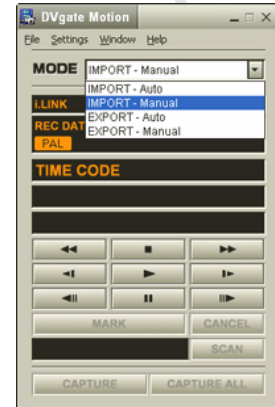 DVgate Motion
File Settings Window Help
MODE IMPORT - Manual
IMPORT - Auto
i.LINK IMPORT - Manual
EXPORT - Auto
REC DAT EXPORT - Manual
PAL
TIME CODE
MARK CANCEL
SCAN
CAPTURE CAPTURE ALL